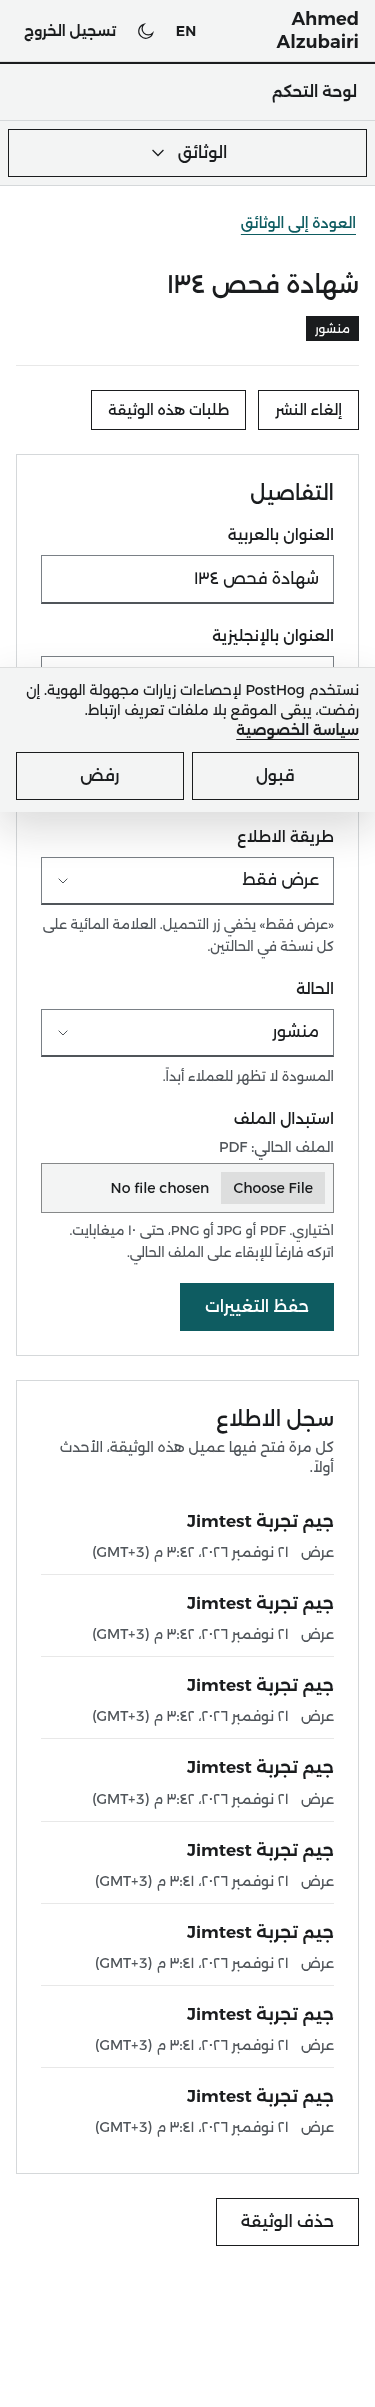 Ahmed
Alzubairi
EN
تسجيل الخروج
لوحة التحكم
الوثائق
العودة إلى الوثائق
شهادة فحص ١٣٤
منشور
إلغاء النشر
طلبات هذه الوثيقة
التفاصيل
العنوان بالعربية
شهادة فحص ١٣٤
العنوان بالإنجليزية
نستخدم PostHog لإحصاءات زيارات مجهولة الهوية. إن
رفضت، يبقى الموقع بلا ملفات تعريف ارتباط.
سياسة الخصوصية
قبول
رفض
طريقة الاطلاع
عرض فقط
«عرض فقط» يخفي زر التحميل. العلامة المائية على
كل نسخة في الحالتين.
الحالة
منشور
المسودة لا تظهر للعملاء أبداً.
استبدال الملف
الملف الحالي: PDF
Choose File No file chosen
اختياري. PDF أو JPG أو PNG، حتى ١٠ ميغابايت.
اتركه فارغاً للإبقاء على الملف الحالي.
حفظ التغييرات
سجل الاطلاع
كل مرة فتح فيها عميل هذه الوثيقة، الأحدث
أولاً.
جيم تجربة Jimtest
عرض ٢١ نوفمبر ٢٠٢٦، ٣:٤٢ م (GMT+3)
جيم تجربة Jimtest
عرض ٢١ نوفمبر ٢٠٢٦، ٣:٤٢ م (GMT+3)
جيم تجربة Jimtest
عرض ٢١ نوفمبر ٢٠٢٦، ٣:٤٢ م (GMT+3)
جيم تجربة Jimtest
عرض ٢١ نوفمبر ٢٠٢٦، ٣:٤٢ م (GMT+3)
جيم تجربة Jimtest
عرض ٢١ نوفمبر ٢٠٢٦، ٣:٤١ م (GMT+3)
جيم تجربة Jimtest
عرض ٢١ نوفمبر ٢٠٢٦، ٣:٤١ م (GMT+3)
جيم تجربة Jimtest
عرض ٢١ نوفمبر ٢٠٢٦، ٣:٤١ م (GMT+3)
جيم تجربة Jimtest
عرض ٢١ نوفمبر ٢٠٢٦، ٣:٤١ م (GMT+3)
حذف الوثيقة